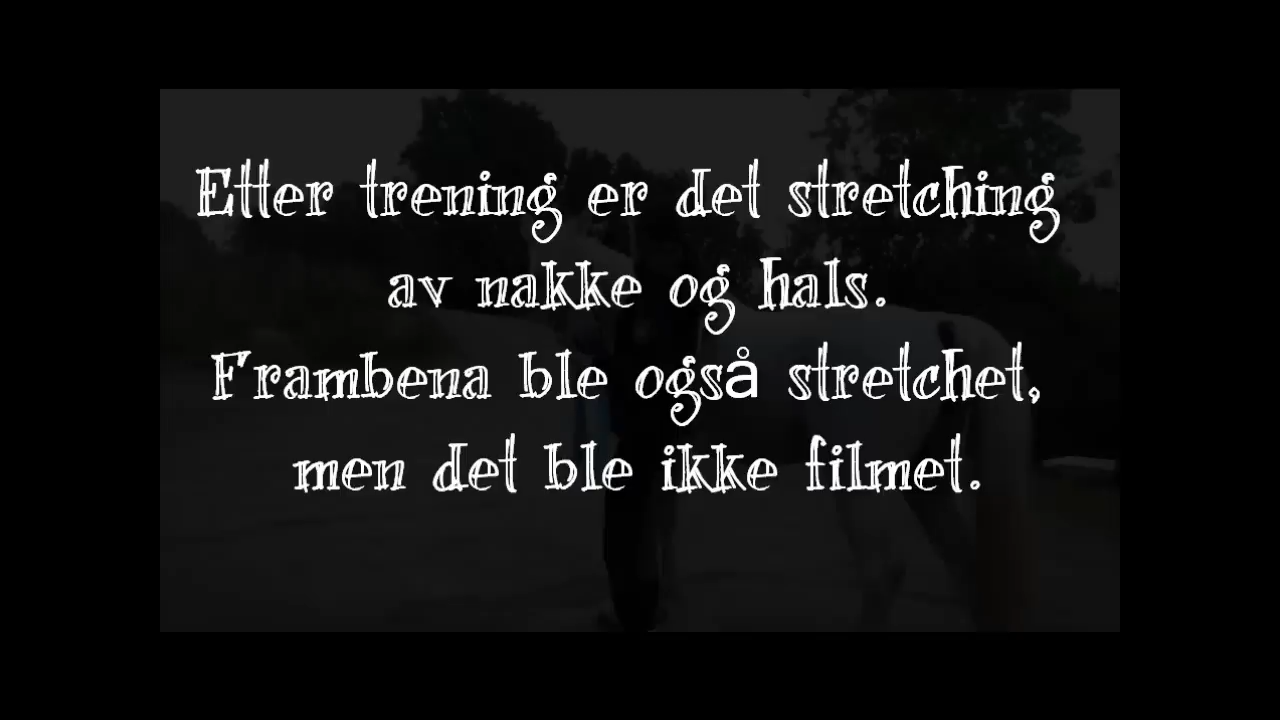 Etter trening er det stretching
av nakke og hals.
Frambena ble også stretchet,
men det ble ikke filmet.